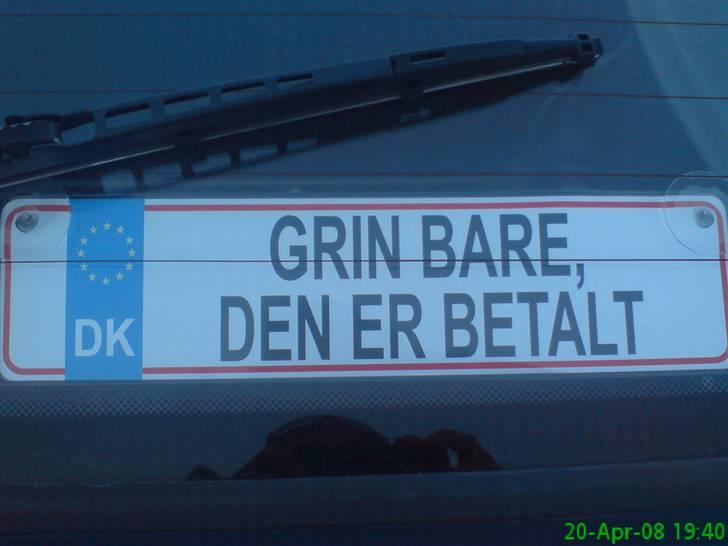 GRIN BARE,
DEN ER BETALT
DK
20-Apr-08 19:40